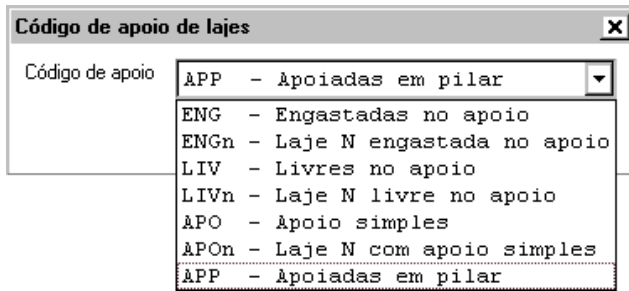 Código de apoio de lajes
Código de apoio APP - Apoiadas em pilar
ENG - Engastadas no apoio
ENGn - Laje N engastada no apoio
LIV - Livres no apoio
LIVn - Laje N livre no apoio
APO - Apoio simples
APOn - Laje N com apoio simples
APP - Apoiadas em pilar